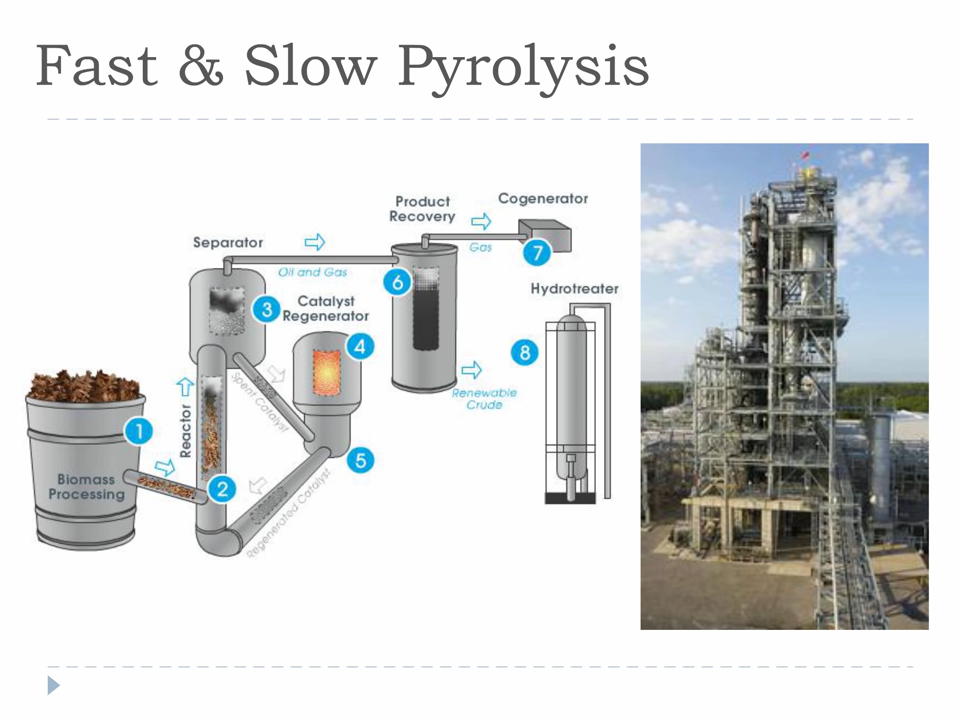 Fast & Slow Pyrolysis
Product
Recovery
Cogenerator
Gas
7
Separator
Oil and Gas
6
Hydrotreater
3
Catalyst
Regenerator
4
8
Spent Catalyst
Renewable
Crude
Reactor
1
5
Biomass
Processing
2
Regenerated Catalyst